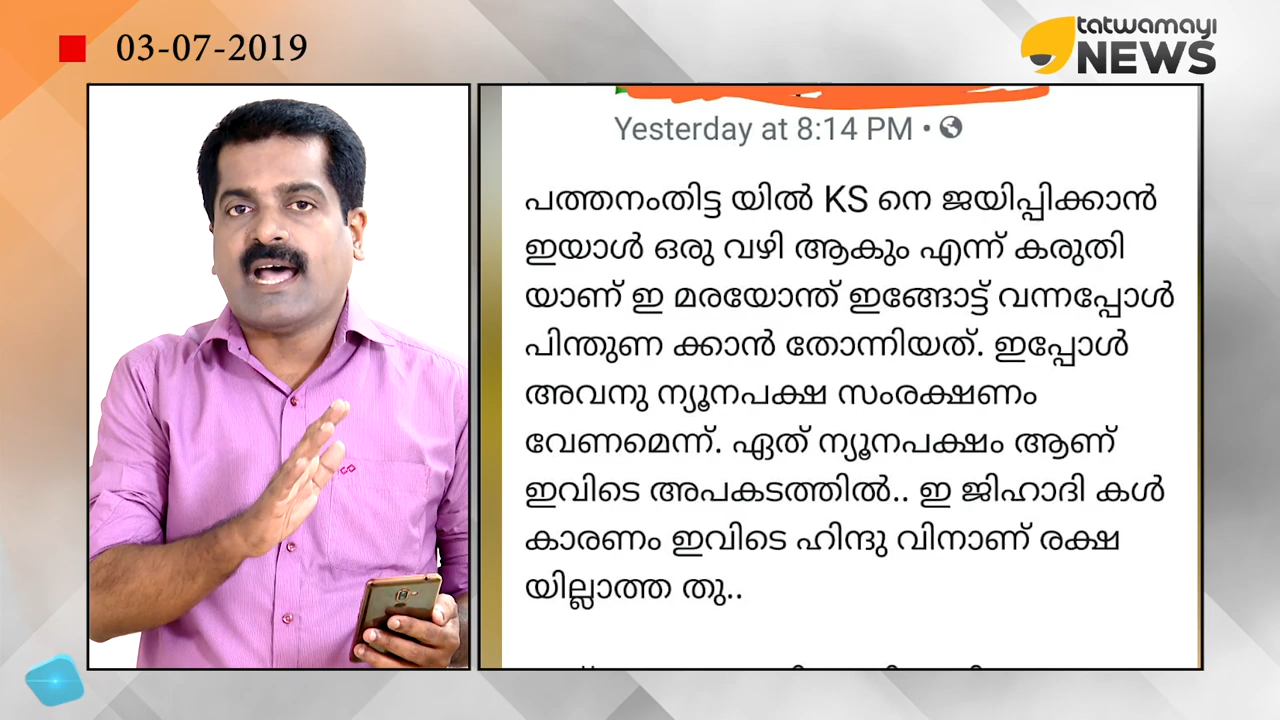 03-07-2019
tatwamayi
NEWS
Yesterday at 8:14 PM •
പത്തനംതിട്ട യിൽ KS നെ ജയിപ്പിക്കാൻ
ഇയാൾ ഒരു വഴി ആകും എന്ന് കരുതി
യാണ് ഇ മരയോന്ത് ഇങ്ങോട്ട് വന്നപ്പോൾ
പിന്തുണ ക്കാൻ തോന്നിയത്. ഇപ്പോൾ
അവനു ന്യൂനപക്ഷ സംരക്ഷണം
വേണമെന്ന്. ഏത് ന്യൂനപക്ഷം ആണ്
ഇവിടെ അപകടത്തിൽ.. ഇ ജിഹാദി കൾ
കാരണം ഇവിടെ ഹിന്ദു വിനാണ് രക്ഷ
യില്ലാത്ത തു..